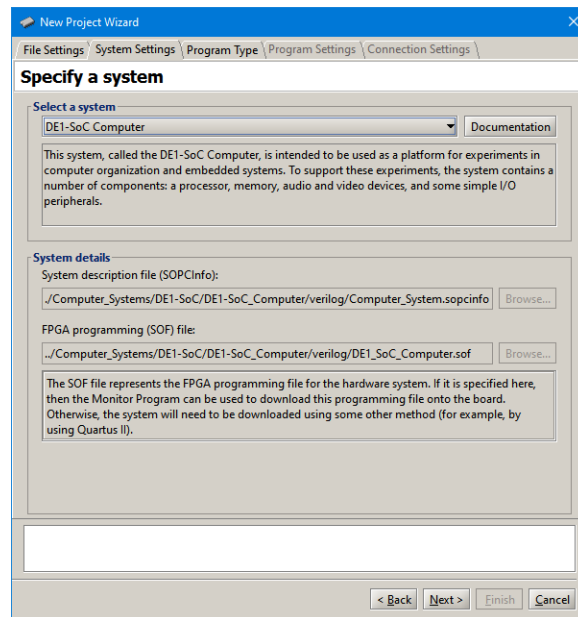 New Project Wizard
File Settings System Settings Program Type Program Settings Connection Settings
Specify a system
Select a system
DE1-SoC Computer Documentation
This system, called the DE1-SoC Computer, is intended to be used as a platform for experiments in
computer organization and embedded systems. To support these experiments, the system contains a
number of components: a processor, memory, audio and video devices, and some simple I/O
peripherals.
System details
System description file (SOPCInfo):
./Computer_Systems/DE1-SoC/DE1-SoC_Computer/verilog/Computer_System.sopcinfo Browse...
FPGA programming (SOF) file:
../Computer_Systems/DE1-SoC/DE1-SoC_Computer/verilog/DE1_SoC_Computer.sof Browse...
The SOF file represents the FPGA programming file for the hardware system. If it is specified here,
then the Monitor Program can be used to download this programming file onto the board.
Otherwise, the system will need to be downloaded using some other method (for example, by
using Quartus II).
< Back Next > Finish Cancel